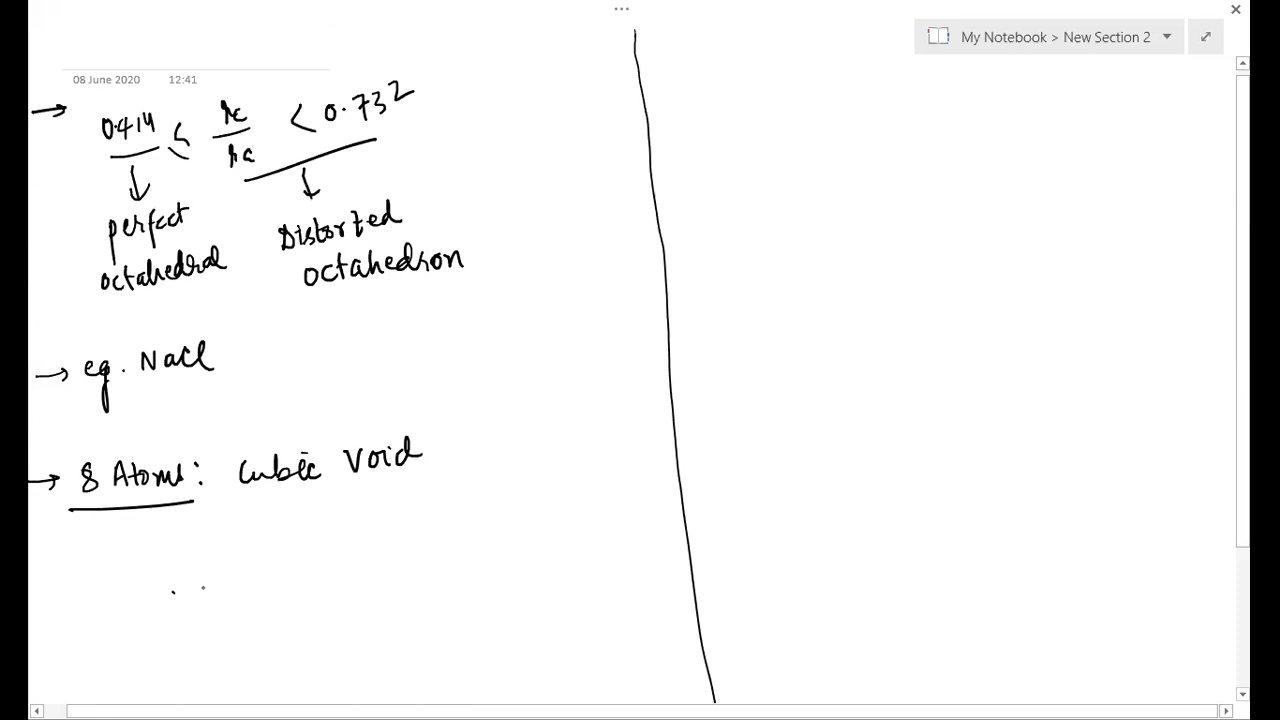 My Notebook > New Section 2
08 June 2020 12:41
→ 0.414 ≤ rc/ra < 0.732
perfect octahedral
Distorted octahedron
→ eg. NaCl
→ 8 Atoms: Cubic Void